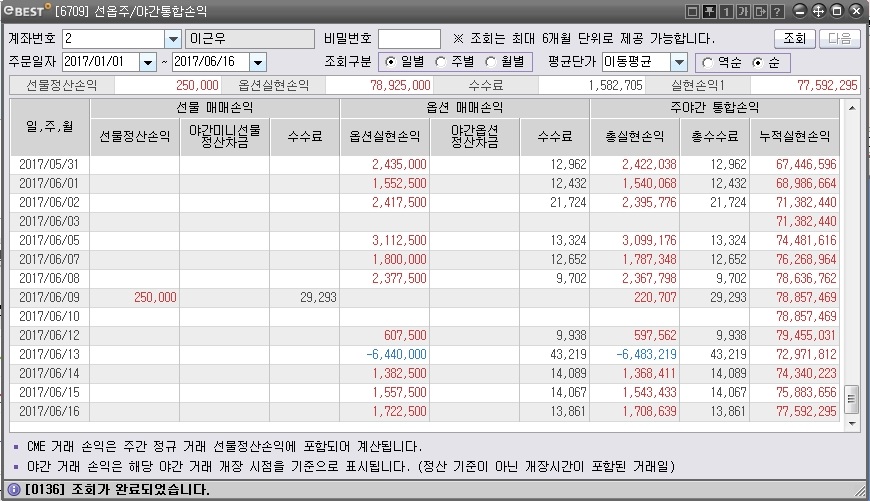 eBEST [6709] 선옵주/야간통합손익
계좌번호 2 이근우 비밀번호 ※ 조회는 최대 6개월 단위로 제공 가능합니다. 조회 다음
주문일자 2017/01/01 ~ 2017/06/16 조회구분 일별 주별 월별 평균단가 이동평균 역순 순
선물정산손익 250,000 옵션실현손익 78,925,000 수수료 1,582,705 실현손익1 77,592,295
일,주,월 선물 매매손익 옵션 매매손익 주야간 통합손익
선물정산손익 야간미니선물 정산차금 수수료 옵션실현손익 야간옵션 정산차금 수수료 총실현손익 총수수료 누적실현손익
2017/05/31 2,435,000 12,962 2,422,038 12,962 67,446,596
2017/06/01 1,552,500 12,432 1,540,068 12,432 68,986,664
2017/06/02 2,417,500 21,724 2,395,776 21,724 71,382,440
2017/06/03 71,382,440
2017/06/05 3,112,500 13,324 3,099,176 13,324 74,481,616
2017/06/07 1,800,000 12,652 1,787,348 12,652 76,268,964
2017/06/08 2,377,500 9,702 2,367,798 9,702 78,636,762
2017/06/09 250,000 29,293 220,707 29,293 78,857,469
2017/06/10 78,857,469
2017/06/12 607,500 9,938 597,562 9,938 79,455,031
2017/06/13 -6,440,000 43,219 -6,483,219 43,219 72,971,812
2017/06/14 1,382,500 14,089 1,368,411 14,089 74,340,223
2017/06/15 1,557,500 14,067 1,543,433 14,067 75,883,656
2017/06/16 1,722,500 13,861 1,708,639 13,861 77,592,295
▪ CME 거래 손익은 주간 정규 거래 선물정산손익에 포함되어 계산됩니다.
▪ 야간 거래 손익은 해당 야간 거래 개장 시점을 기준으로 표시됩니다. (정산 기준이 아닌 개장시간이 포함된 거래일)
[0136] 조회가 완료되었습니다.